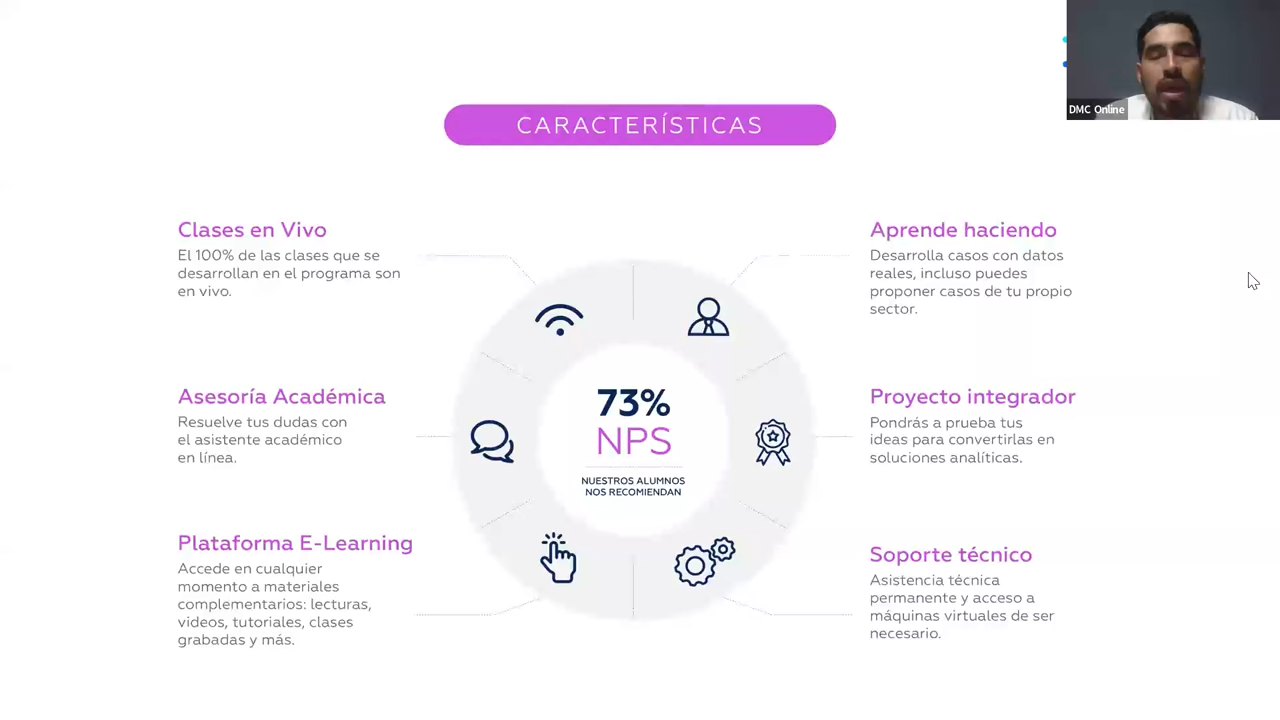 DMC Online
CARACTERÍSTICAS
Clases en Vivo
El 100% de las clases que se
desarrollan en el programa son
en vivo.
Asesoría Académica
Resuelve tus dudas con
el asistente académico
en línea.
Plataforma E-Learning
Accede en cualquier
momento a materiales
complementarios: lecturas,
videos, tutoriales, clases
grabadas y más.
73%
NPS
NUESTROS ALUMNOS
NOS RECOMIENDAN
Aprende haciendo
Desarrolla casos con datos
reales, incluso puedes
proponer casos de tu propio
sector.
Proyecto integrador
Pondrás a prueba tus
ideas para convertirlas en
soluciones analíticas.
Soporte técnico
Asistencia técnica
permanente y acceso a
máquinas virtuales de ser
necesario.